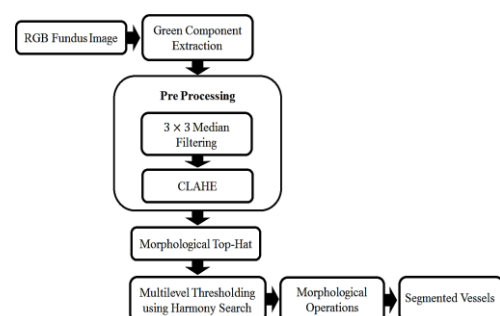 RGB Fundus Image
Green Component
Extraction
Pre Processing
3 × 3 Median
Filtering
CLAHE
Morphological Top-Hat
Multilevel Thresholding
using Harmony Search
Morphological
Operations
Segmented Vessels